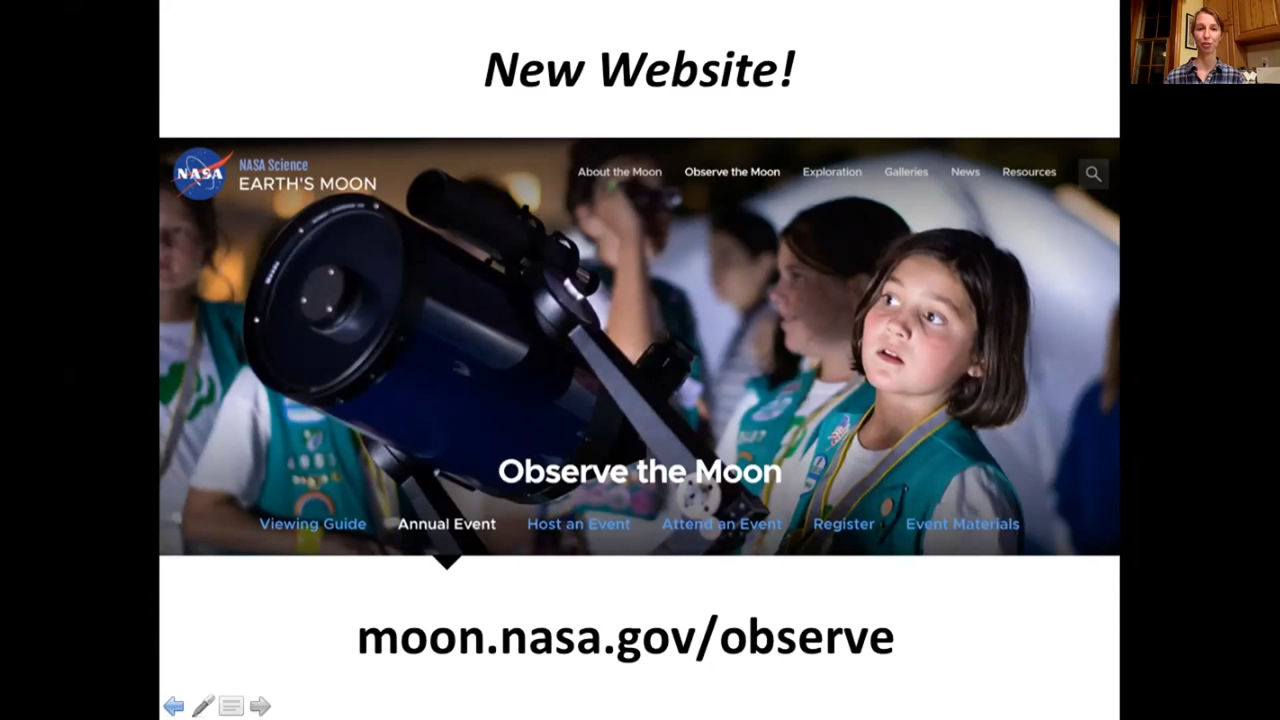 New Website!
NASA
NASA Science
EARTH'S MOON
About the Moon Observe the Moon Exploration Galleries News Resources
Observe the Moon
Viewing Guide Annual Event Host an Event Attend an Event Register Event Materials
moon.nasa.gov/observe